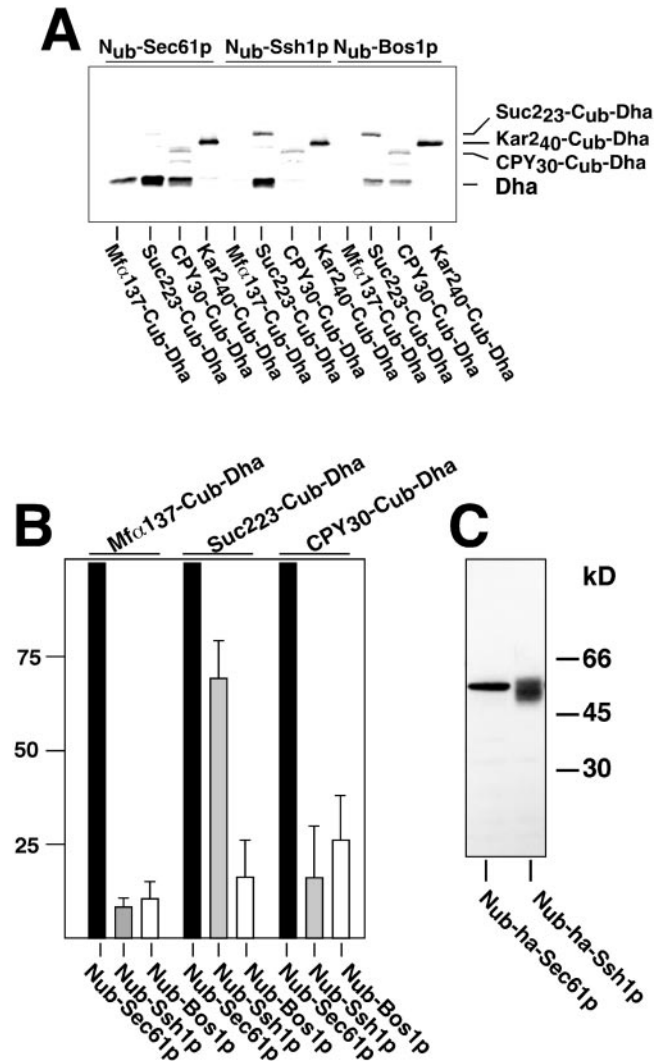 A
Nub-Sec61p Nub-Ssh1p Nub-Bos1p
Suc223-Cub-Dha
Kar240-Cub-Dha
CPY30-Cub-Dha
Dha
Mfα137-Cub-Dha
Suc223-Cub-Dha
CPY30-Cub-Dha
Kar240-Cub-Dha
Mfα137-Cub-Dha
Suc223-Cub-Dha
CPY30-Cub-Dha
Kar240-Cub-Dha
Mfα137-Cub-Dha
Suc223-Cub-Dha
CPY30-Cub-Dha
Kar240-Cub-Dha
B
Mfα137-Cub-Dha
Suc223-Cub-Dha
CPY30-Cub-Dha
75
50
25
Nub-Sec61p
Nub-Ssh1p
Nub-Bos1p
Nub-Sec61p
Nub-Ssh1p
Nub-Bos1p
Nub-Sec61p
Nub-Ssh1p
Nub-Bos1p
C
kD
66
45
30
Nub-ha-Sec61p
Nub-ha-Ssh1p